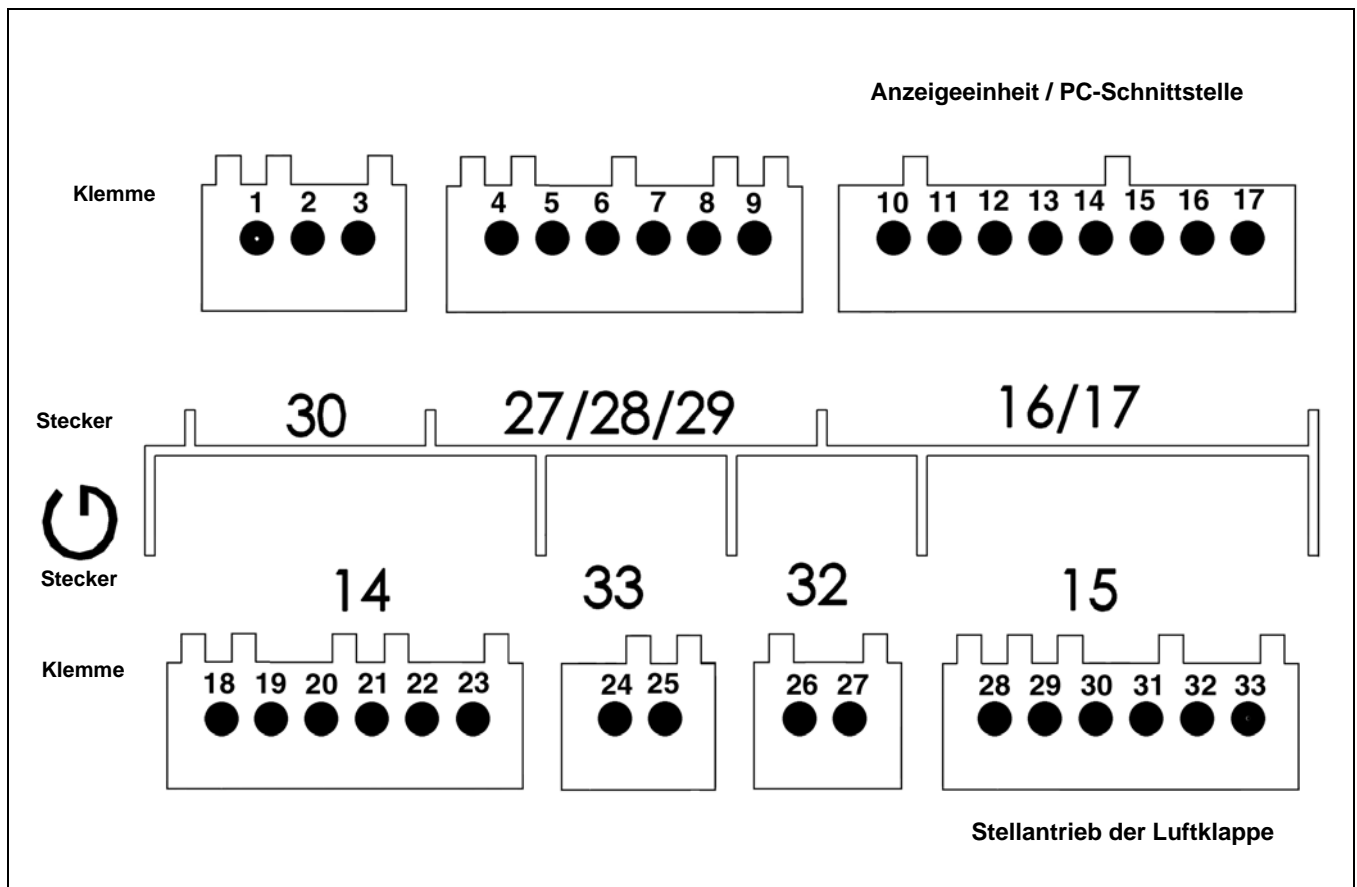 Anzeigeeinheit / PC-Schnittstelle
Klemme
1 2 3 4 5 6 7 8 9 10 11 12 13 14 15 16 17
Stecker
30 27/28/29 16/17
Stecker
14 33 32 15
Klemme
18 19 20 21 22 23 24 25 26 27 28 29 30 31 32 33
Stellantrieb der Luftklappe